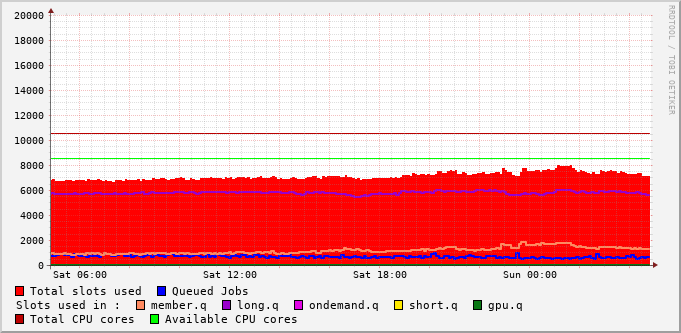 RRDTOOL / TOBI OETIKER
20000
18000
16000
14000
12000
10000
8000
6000
4000
2000
0
Sat 06:00 Sat 12:00 Sat 18:00 Sun 00:00
Total slots used Queued Jobs
Slots used in : member.q long.q ondemand.q short.q gpu.q
Total CPU cores Available CPU cores